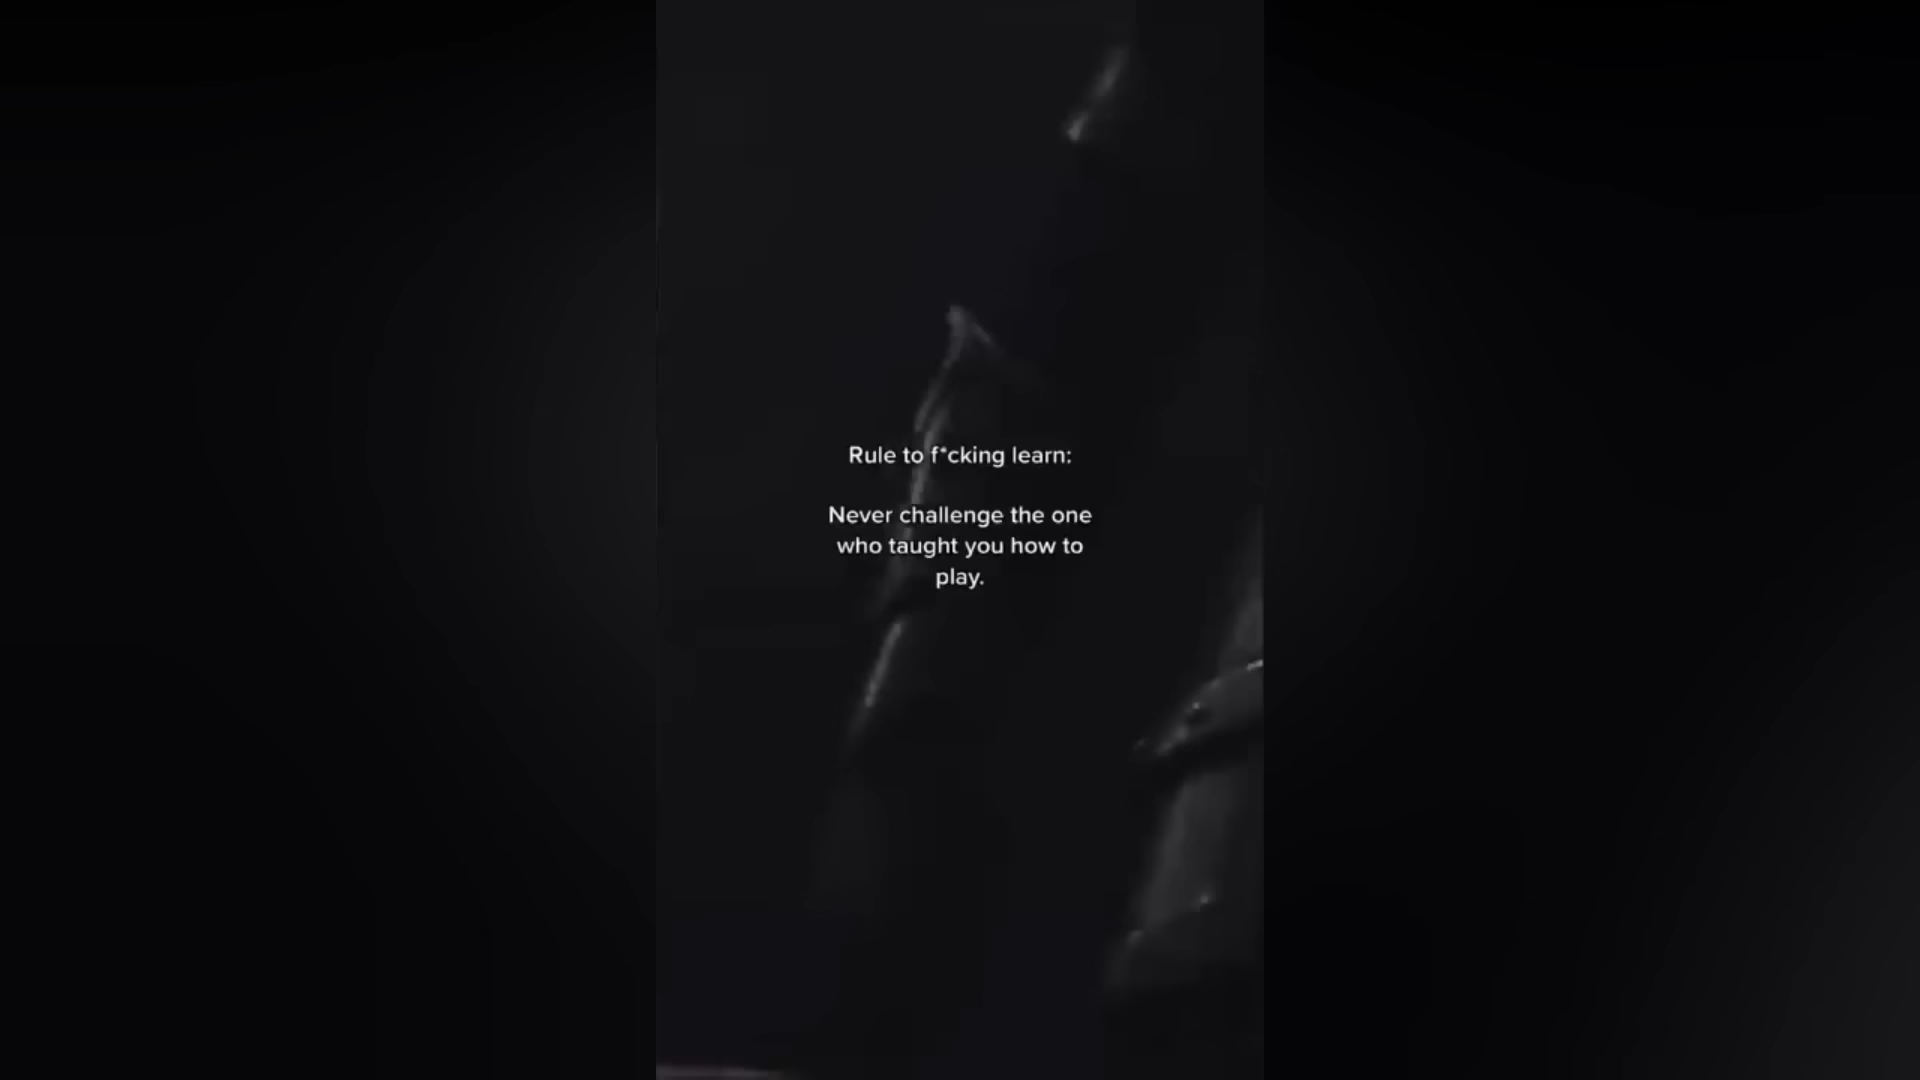 Rule to f*cking learn:
Never challenge the one
who taught you how to
play.